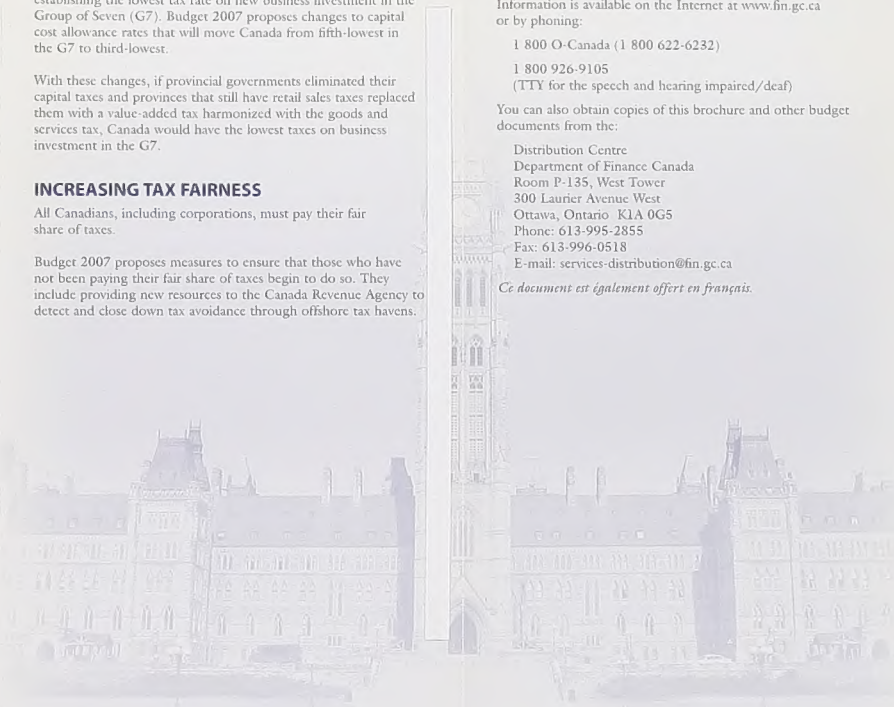 establishing the lowest tax rate on new business investment in the
Group of Seven (G7). Budget 2007 proposes changes to capital
cost allowance rates that will move Canada from fifth-lowest in
the G7 to third-lowest.
With these changes, if provincial governments eliminated their
capital taxes and provinces that still have retail sales taxes replaced
them with a value-added tax harmonized with the goods and
services tax, Canada would have the lowest taxes on business
investment in the G7.
INCREASING TAX FAIRNESS
All Canadians, including corporations, must pay their fair
share of taxes.
Budget 2007 proposes measures to ensure that those who have
not been paying their fair share of taxes begin to do so. They
include providing new resources to the Canada Revenue Agency to
detect and close down tax avoidance through offshore tax havens.
Information is available on the Internet at www.fin.gc.ca
or by phoning:
1 800 O-Canada (1 800 622-6232)
1 800 926-9105
(TTY for the speech and hearing impaired/deaf)
You can also obtain copies of this brochure and other budget
documents from the:
Distribution Centre
Department of Finance Canada
Room P-135, West Tower
300 Laurier Avenue West
Ottawa, Ontario K1A 0G5
Phone: 613-995-2855
Fax: 613-996-0518
E-mail: services-distribution@fin.gc.ca
Ce document est également offert en français.